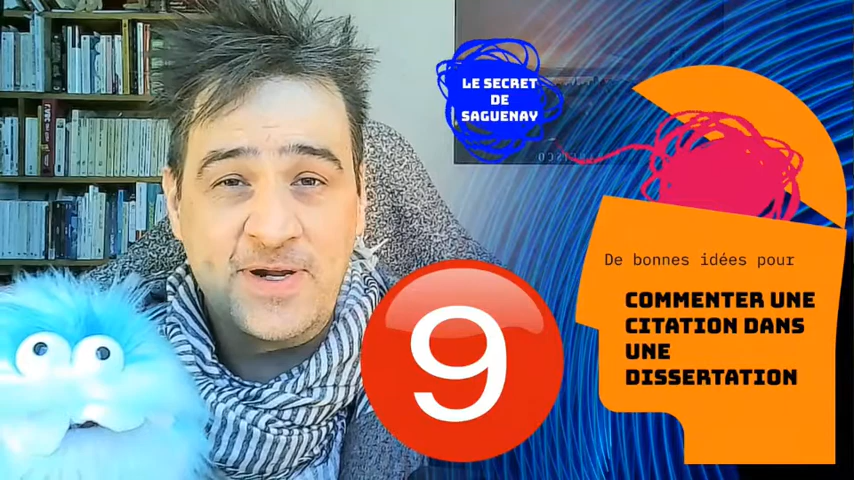 LE SECRET
DE
SAGUENAY
9
De bonnes idées pour
COMMENTER UNE
CITATION DANS
UNE
DISSERTATION